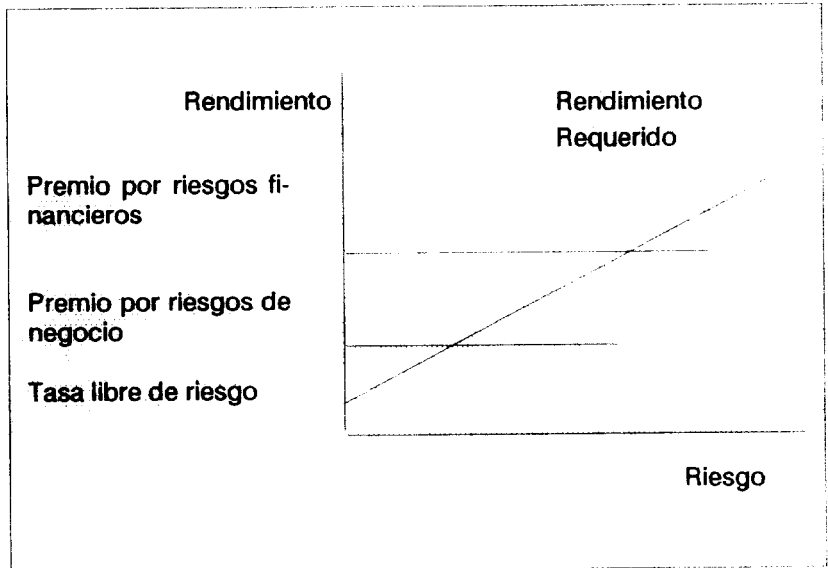 Rendimiento
Rendimiento
Requerido
Premio por riesgos fi-
nancieros
Premio por riesgos de
negocio
Tasa libre de riesgo
Riesgo